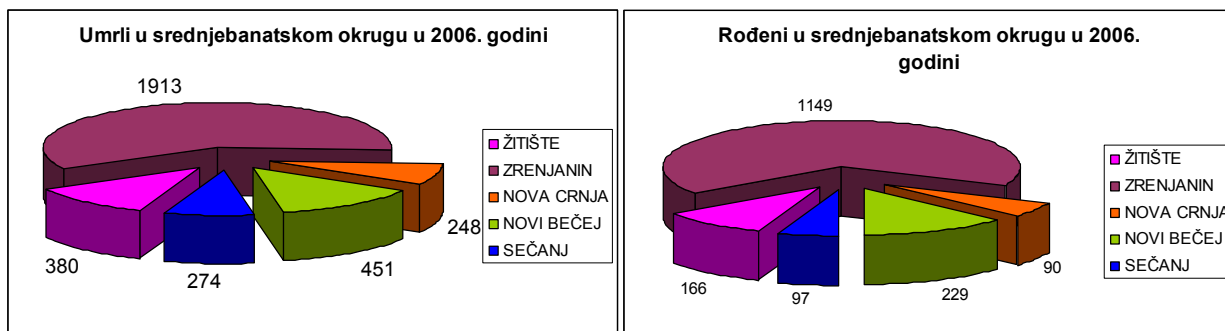 Umrli u srednjebanatskom okrugu u 2006. godini
1913
248
451
274
380
ŽITIŠTE
ZRENJANIN
NOVA CRNJA
NOVI BEČEJ
SEČANJ
Rođeni u srednjebanatskom okrugu u 2006.
godini
1149
90
229
97
166
ŽITIŠTE
ZRENJANIN
NOVA CRNJA
NOVI BEČEJ
SEČANJ